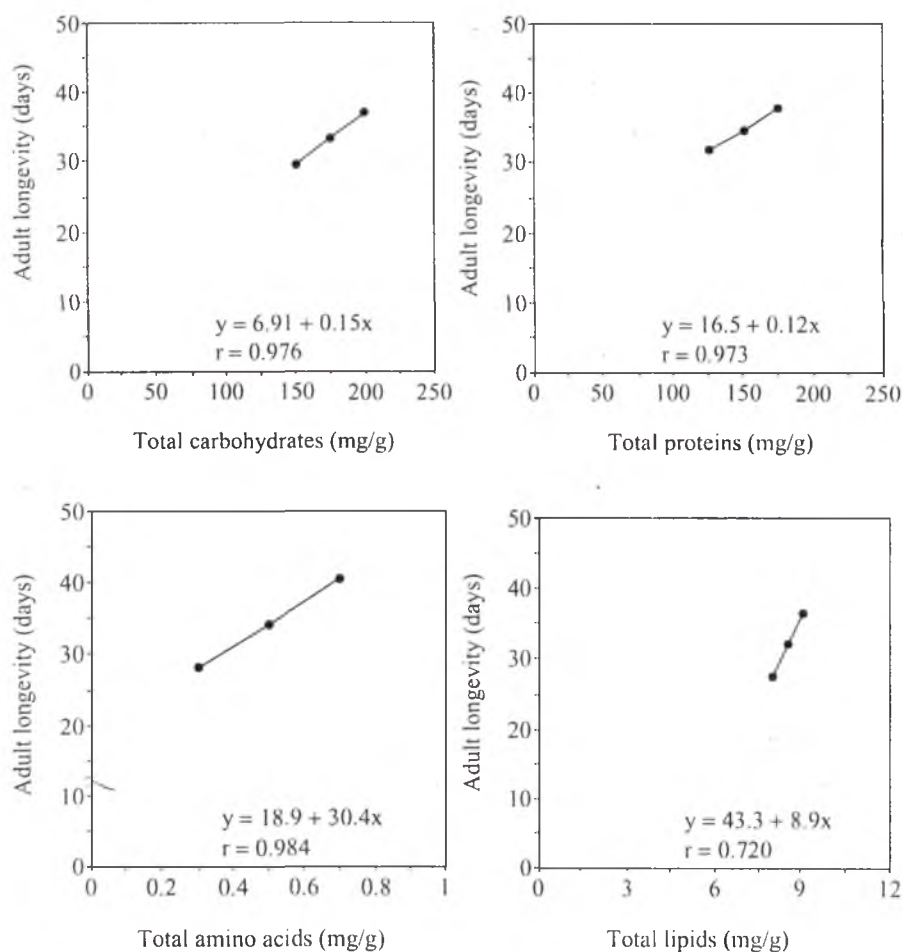 50
40
30
20
10
0
Adult longevity (days)
y = 6.91 + 0.15x
r = 0.976
0 50 100 150 200 250
Total carbohydrates (mg/g)
50
40
30
20
10
0
Adult longevity (days)
y = 16.5 + 0.12x
r = 0.973
0 50 100 150 200 250
Total proteins (mg/g)
50
40
30
20
10
0
Adult longevity (days)
y = 18.9 + 30.4x
r = 0.984
0 0.2 0.4 0.6 0.8 1
Total amino acids (mg/g)
50
40
30
20
10
0
Adult longevity (days)
y = 43.3 + 8.9x
r = 0.720
0 3 6 9 12
Total lipids (mg/g)